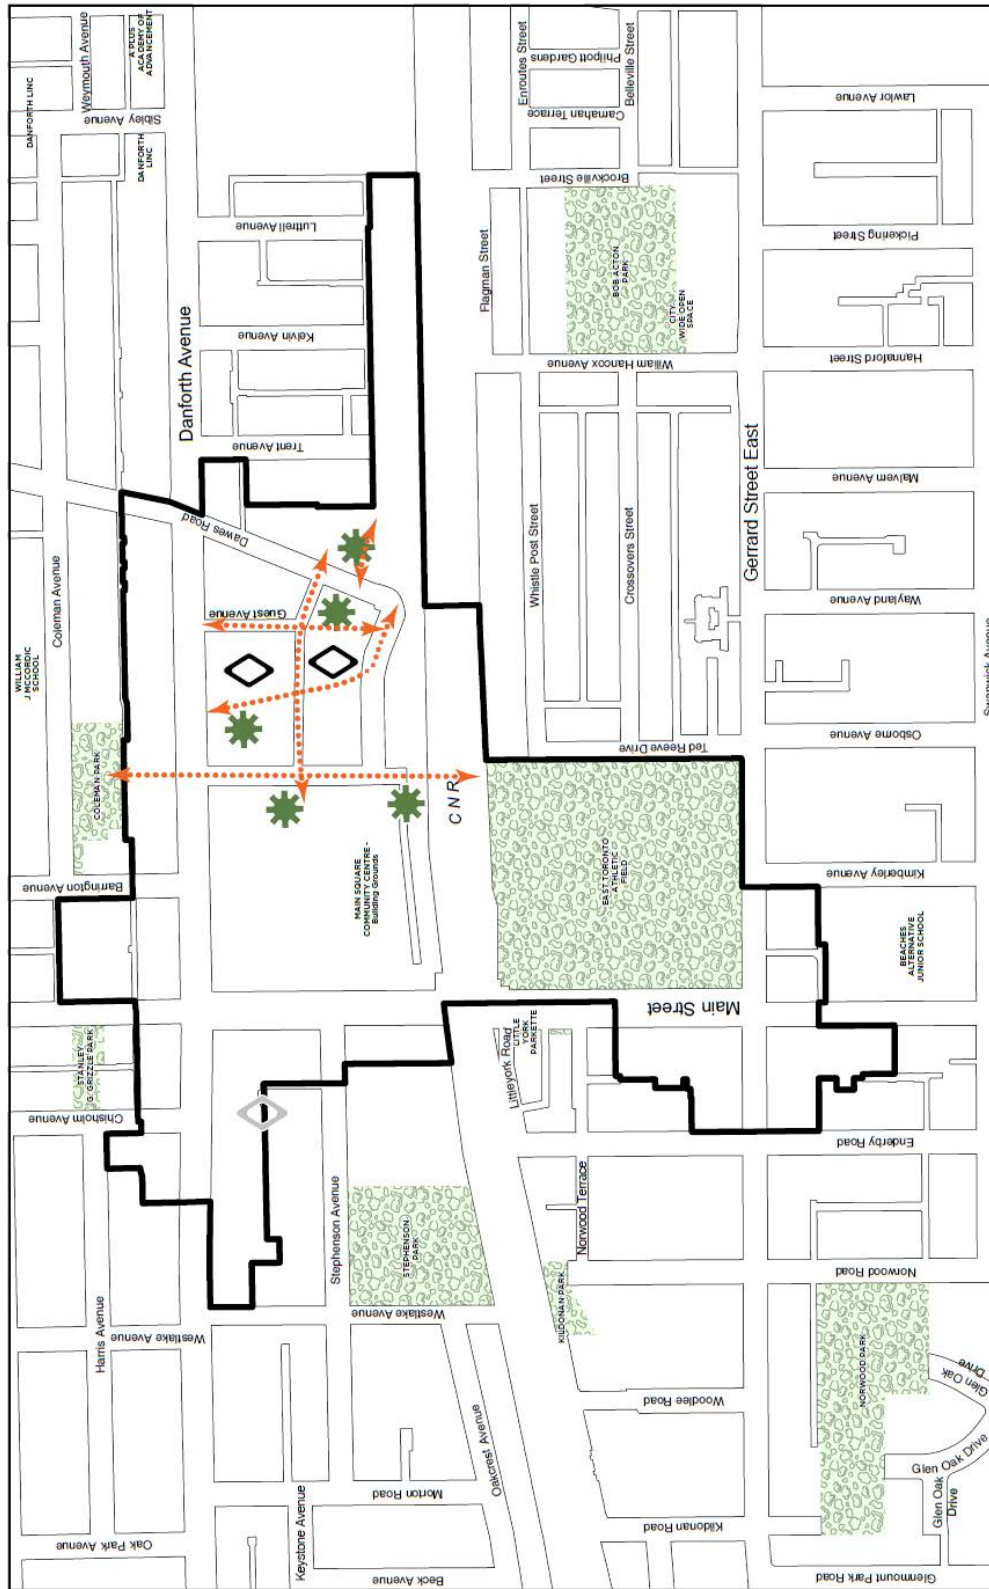 DANFORTH LINC
Weymouth Avenue
A PLUS
ACADEMY OF
ADVANCEMENT
Sibley Avenue
DANFORTH
LINC
Enroutes Street
Philpott Gardens
Belleville Street
Camahan Terrace
Brockville Street
Lawlor Avenue
Luttrell Avenue
Flagman Street
BOB ACTON
PARK
CITY
WIDE OPEN
SPACE
Pickering Street
Kelvin Avenue
William Hancox Avenue
Hannaford Street
Danforth Avenue
Trent Avenue
Malvern Avenue
Dawes Road
Whistle Post Street
Crossovers Street
Gerrard Street East
Coleman Avenue
Guest Avenue
Wayland Avenue
WILLIAM
J MCCORDIC
SCHOOL
Swanwick Avenue
Ted Reeve Drive
Osborne Avenue
COLEMAN PARK
C N R
Barrington Avenue
MAIN SQUARE
COMMUNITY CENTRE -
Building Grounds
EAST TORONTO
ATHLETIC
FIELD
Kimberley Avenue
BEACHES
ALTERNATIVE
JUNIOR SCHOOL
Main Street
STANLEY
G. GRIZZLE PARK
Chisholm Avenue
Littleyork Road
LITTLE
YORK
PARKETTE
Enderby Road
Stephenson Avenue
STEPHENSON
PARK
Norwood Terrace
Norwood Road
Harris Avenue
Westlake Avenue
Westlake Avenue
KILDONAN PARK
NORWOOD PARK
Glen Oak
Drive
Woodlee Road
Oakcrest Avenue
Glen Oak Drive
Glen Oak
Drive
Oak Park Avenue
Keystone Avenue
Morton Road
Beck Avenue
Kildonan Road
Glenmount Park Road